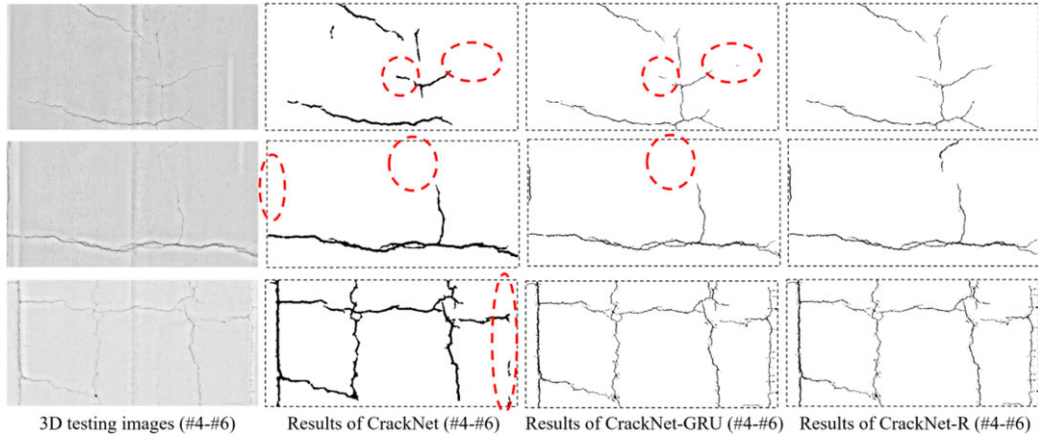 3D testing images (#4-#6)
Results of CrackNet (#4-#6)
Results of CrackNet-GRU (#4-#6)
Results of CrackNet-R (#4-#6)